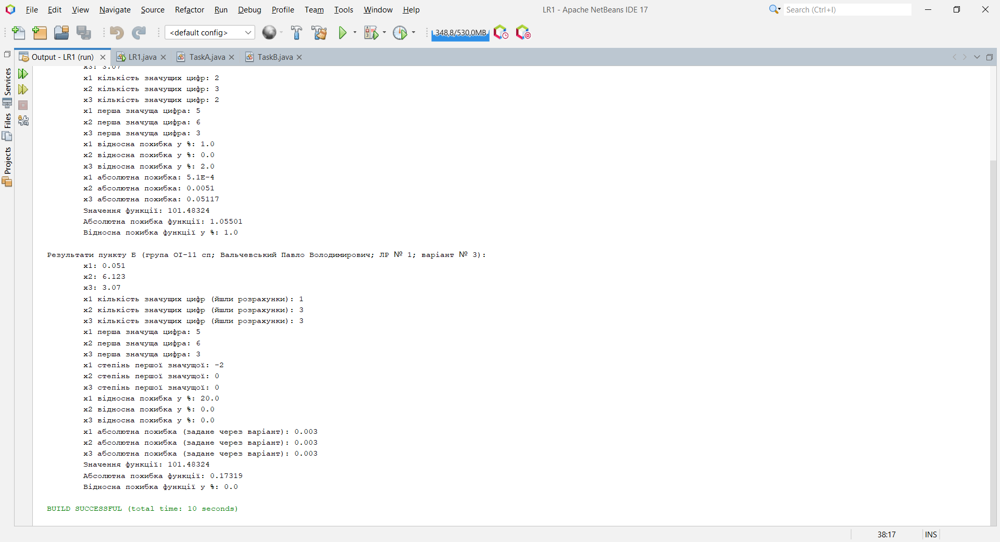 File Edit View Navigate Source Refactor Run Debug Profile Team Tools Window Help LR1 - Apache NetBeans IDE 17 Search (Ctrl+I)
<default config> 348,8/530,0MB
Output - LR1 (run) LR1.java TaskA.java TaskB.java
Services
Files
Projects
x3: 3.07
x1 кількість значущих цифр: 2
x2 кількість значущих цифр: 3
x3 кількість значущих цифр: 2
x1 перша значуща цифра: 5
x2 перша значуща цифра: 6
x3 перша значуща цифра: 3
x1 відносна похибка у %: 1.0
x2 відносна похибка у %: 0.0
x3 відносна похибка у %: 2.0
x1 абсолютна похибка: 5.1E-4
x2 абсолютна похибка: 0.0051
x3 абсолютна похибка: 0.05117
Значення функції: 101.48324
Абсолютна похибка функції: 1.05501
Відносна похибка функції у %: 1.0
Результати пункту Б (група ОІ-11 сп; Вальчевський Павло Володимирович; ЛР № 1; варіант № 3):
x1: 0.051
x2: 6.123
x3: 3.07
x1 кількість значущих цифр (йшли розрахунки): 1
x2 кількість значущих цифр (йшли розрахунки): 3
x3 кількість значущих цифр (йшли розрахунки): 3
x1 перша значуща цифра: 5
x2 перша значуща цифра: 6
x3 перша значуща цифра: 3
x1 степінь першої значущої: -2
x2 степінь першої значущої: 0
x3 степінь першої значущої: 0
x1 відносна похибка у %: 20.0
x2 відносна похибка у %: 0.0
x3 відносна похибка у %: 0.0
x1 абсолютна похибка (задане через варіант): 0.003
x2 абсолютна похибка (задане через варіант): 0.003
x3 абсолютна похибка (задане через варіант): 0.003
Значення функції: 101.48324
Абсолютна похибка функції: 0.17319
Відносна похибка функції у %: 0.0
BUILD SUCCESSFUL (total time: 10 seconds)
38:17 INS